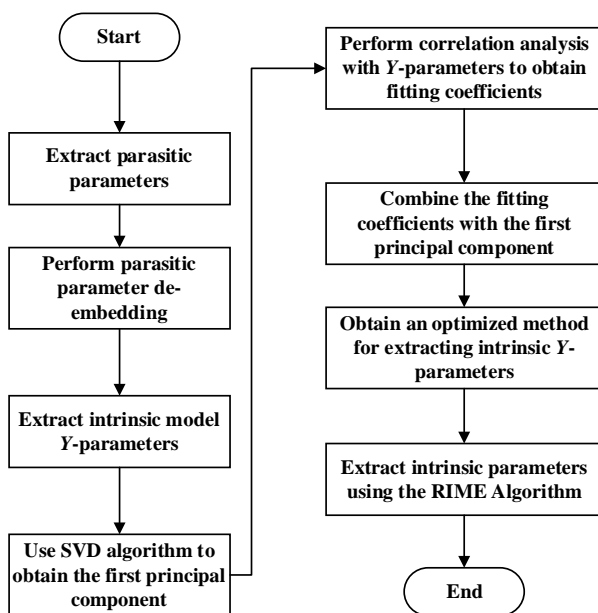 Start
Extract parasitic
parameters
Perform parasitic
parameter de-
embedding
Extract intrinsic model
Y-parameters
Use SVD algorithm to
obtain the first principal
component
Perform correlation analysis
with Y-parameters to obtain
fitting coefficients
Combine the fitting
coefficients with the first
principal component
Obtain an optimized method
for extracting intrinsic Y-
parameters
Extract intrinsic parameters
using the RIME Algorithm
End